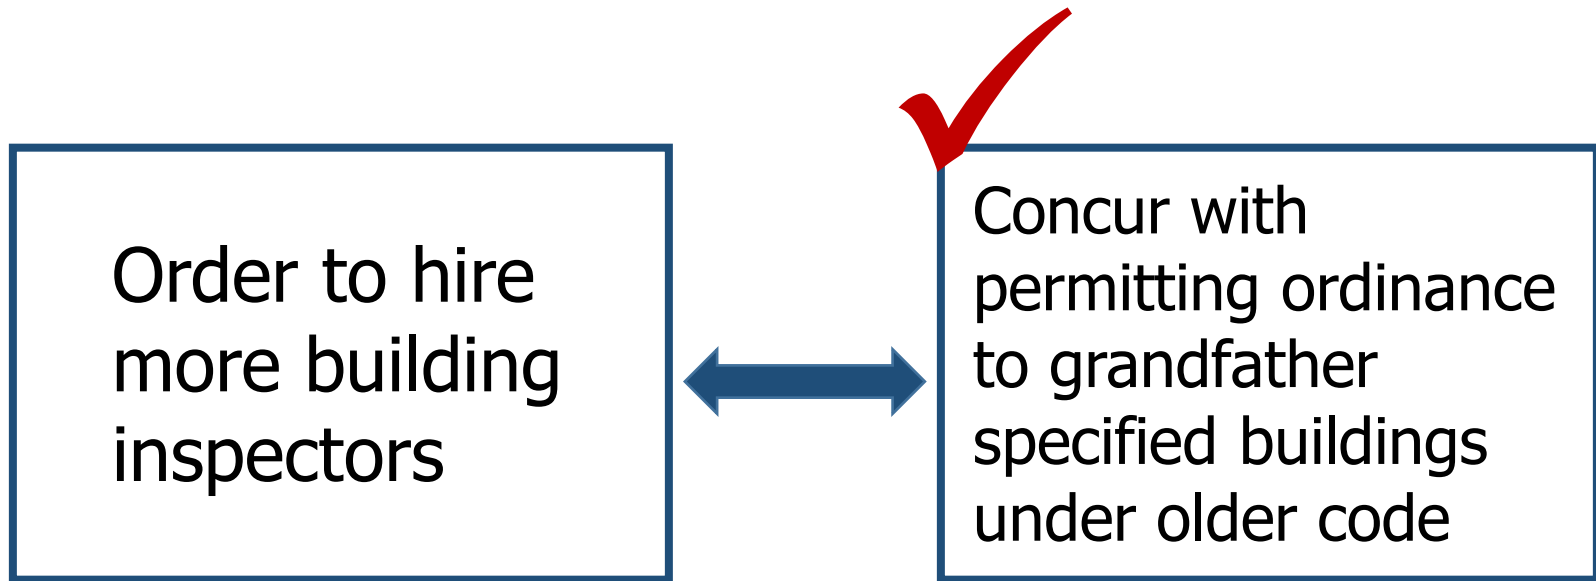 Order to hire
more building
inspectors
Concur with
permitting ordinance
to grandfather
specified buildings
under older code